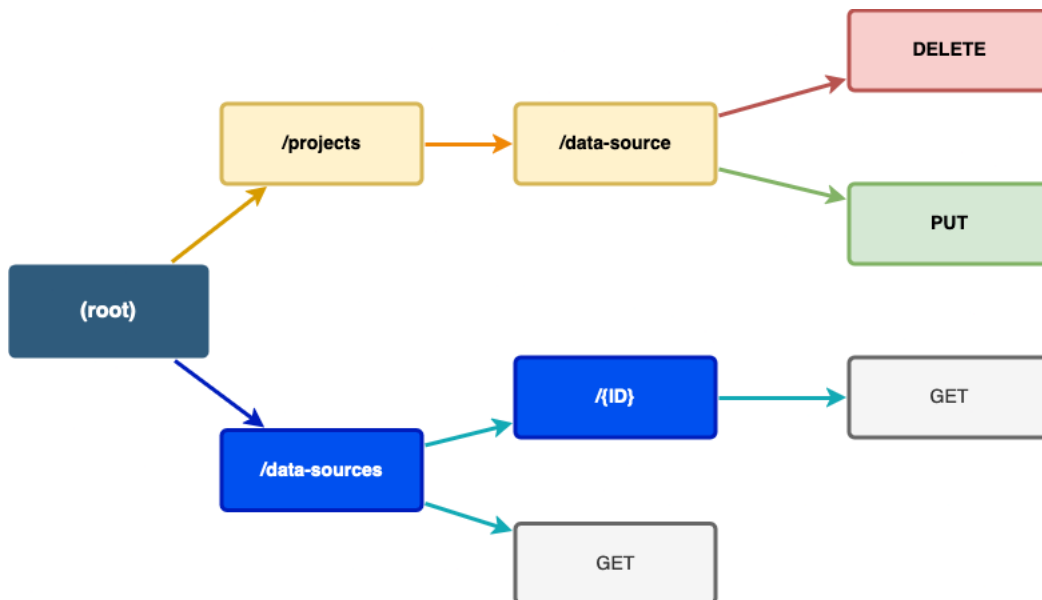 DELETE
/projects
/data-source
PUT
(root)
/{ID}
GET
/data-sources
GET